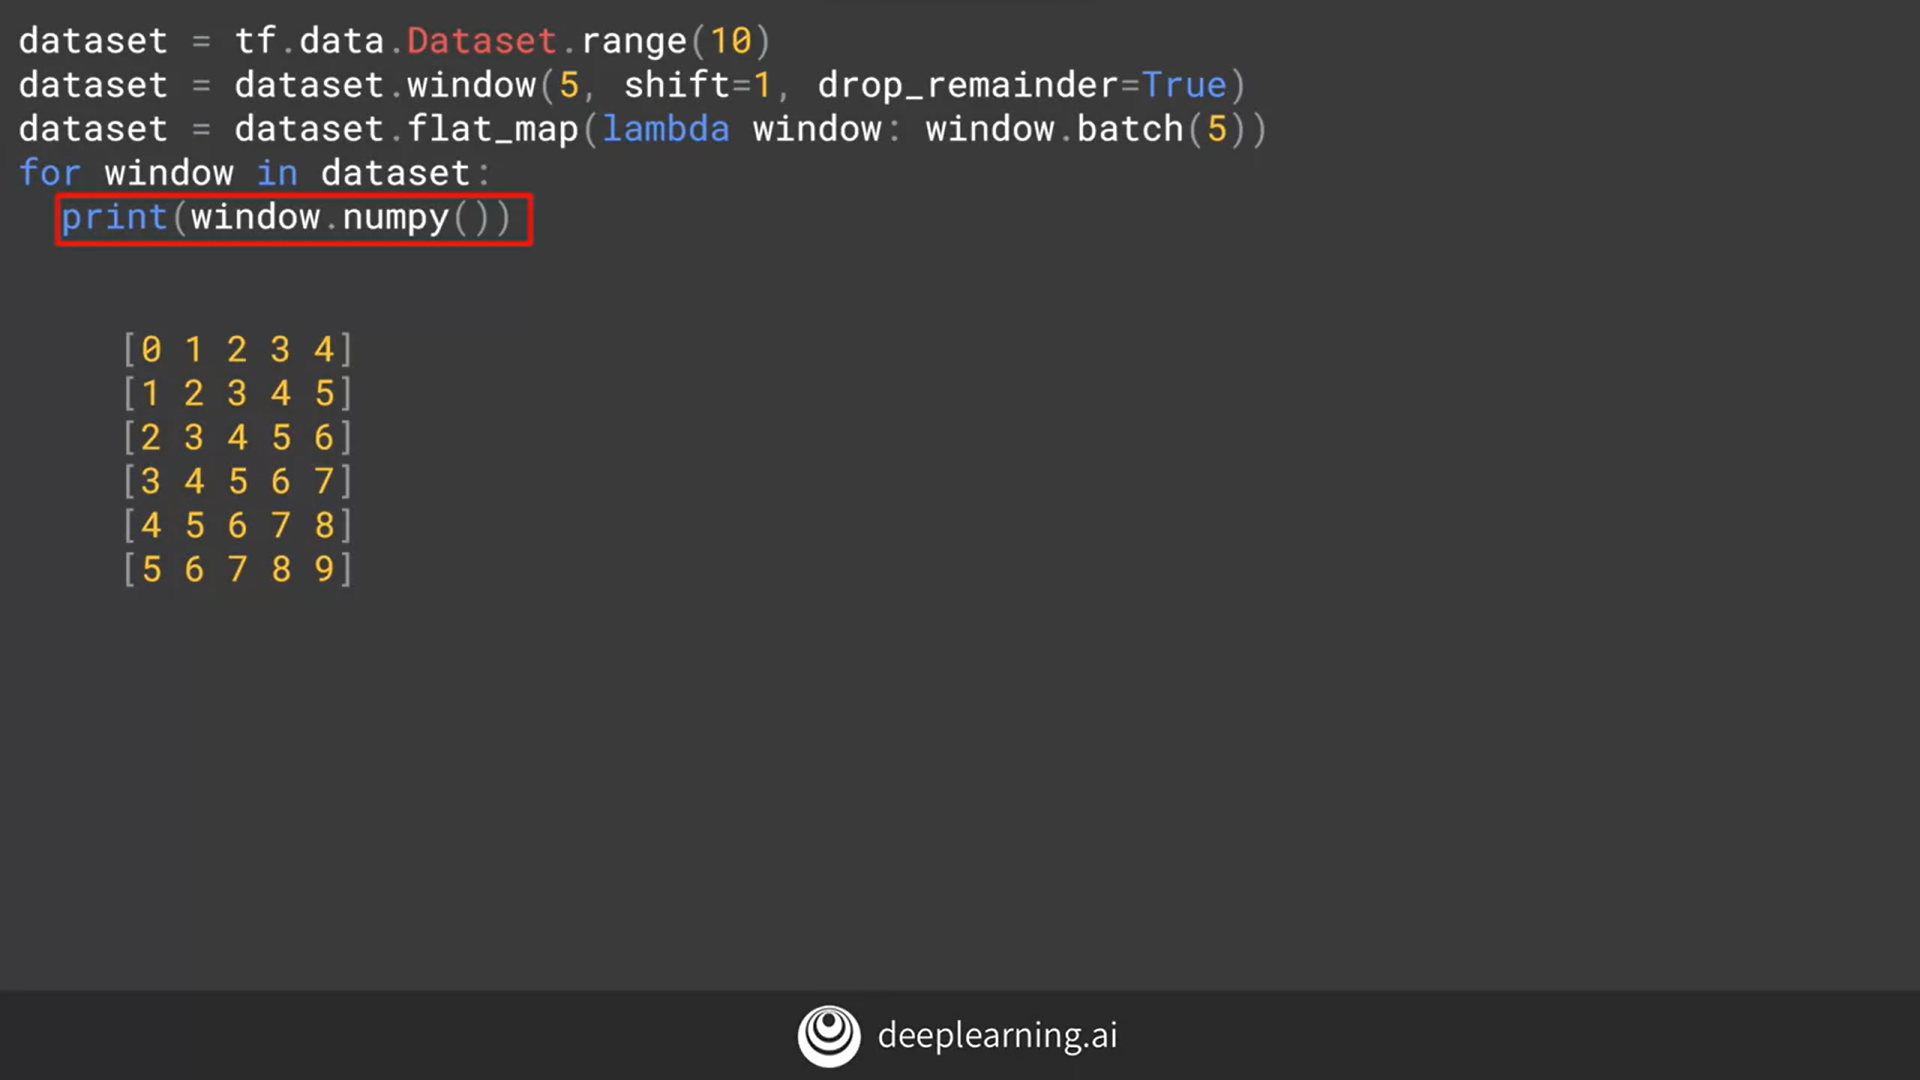 dataset = tf.data.Dataset.range(10)
dataset = dataset.window(5, shift=1, drop_remainder=True)
dataset = dataset.flat_map(lambda window: window.batch(5))
for window in dataset:
  print(window.numpy())
[0 1 2 3 4]
[1 2 3 4 5]
[2 3 4 5 6]
[3 4 5 6 7]
[4 5 6 7 8]
[5 6 7 8 9]
deeplearning.ai